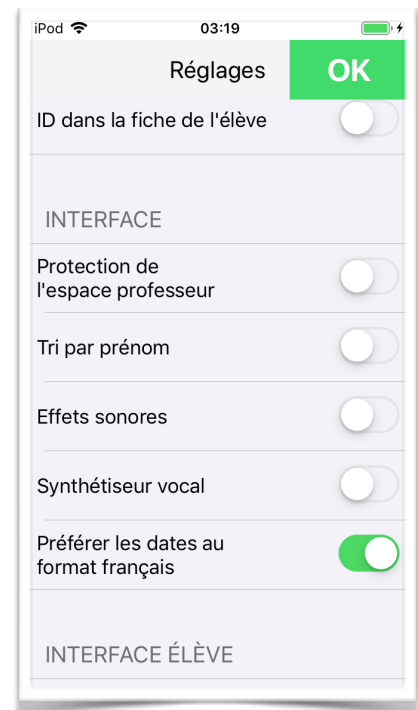 iPod 03:19
Réglages OK
ID dans la fiche de l'élève
INTERFACE
Protection de
l'espace professeur
Tri par prénom
Effets sonores
Synthétiseur vocal
Préférer les dates au
format français
INTERFACE ÉLÈVE